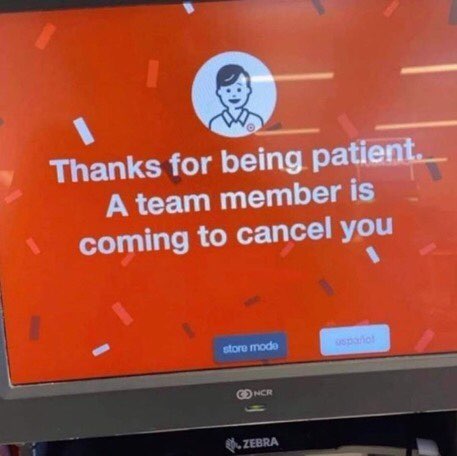 Thanks for being patient.
A team member is
coming to cancel you
store mode
español
NCR
ZEBRA